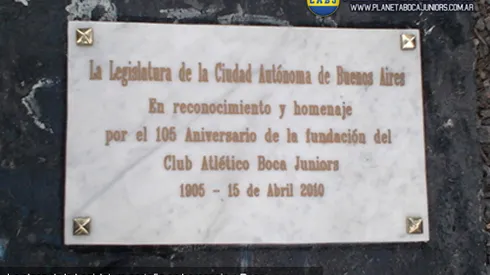 CABJ
WWW.PLANETABOCAJUNIORS.COM.AR
La Legislatura de la Ciudad Autónoma de Buenos Aires
En reconocimiento y homenaje
por el 105 Aniversario de la fundación del
Club Atlético Boca Juniors
1905 - 15 de Abril 2010